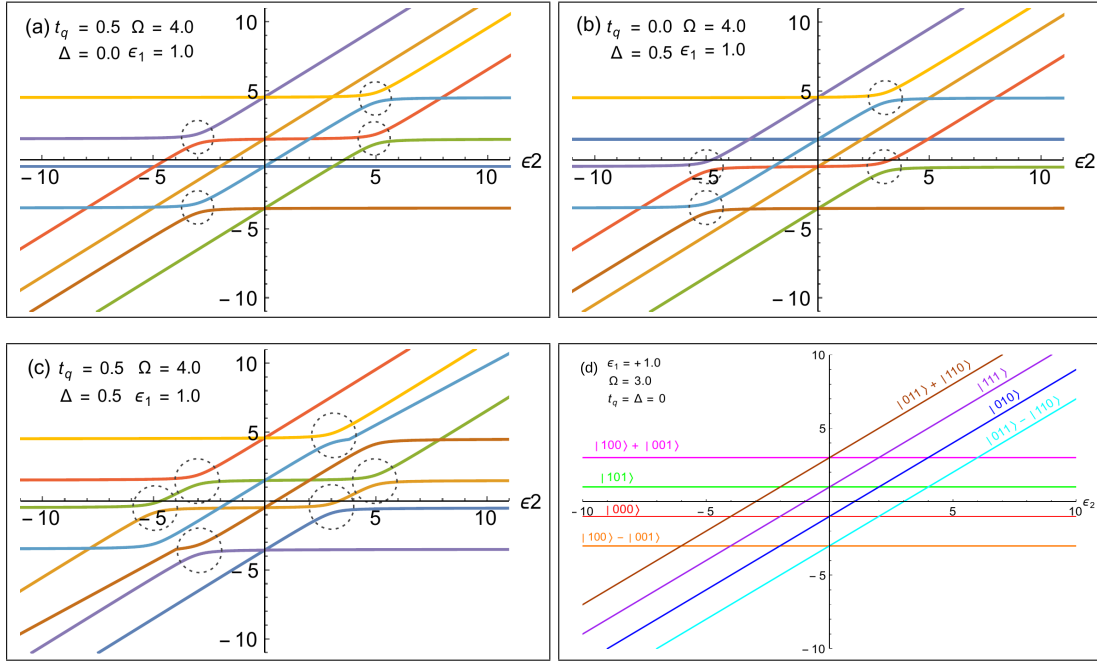 (a) t_q = 0.5 Ω = 4.0
Δ = 0.0 ϵ_1 = 1.0
10
5
-10
-5
5
10
ϵ2
-5
-10
(b) t_q = 0.0 Ω = 4.0
Δ = 0.5 ϵ_1 = 1.0
10
5
-10
-5
5
10
ϵ2
-5
-10
(c) t_q = 0.5 Ω = 4.0
Δ = 0.5 ϵ_1 = 1.0
10
5
-10
-5
5
10
ϵ2
-5
-10
(d) ϵ_1 = +1.0
Ω = 3.0
t_q = Δ = 0
10
|011⟩ + |110⟩
|111⟩
|010⟩
|011⟩ - |110⟩
5
|100⟩ + |001⟩
|101⟩
-10
-5
5
10
ϵ_2
|000⟩
|100⟩ - |001⟩
-5
-10